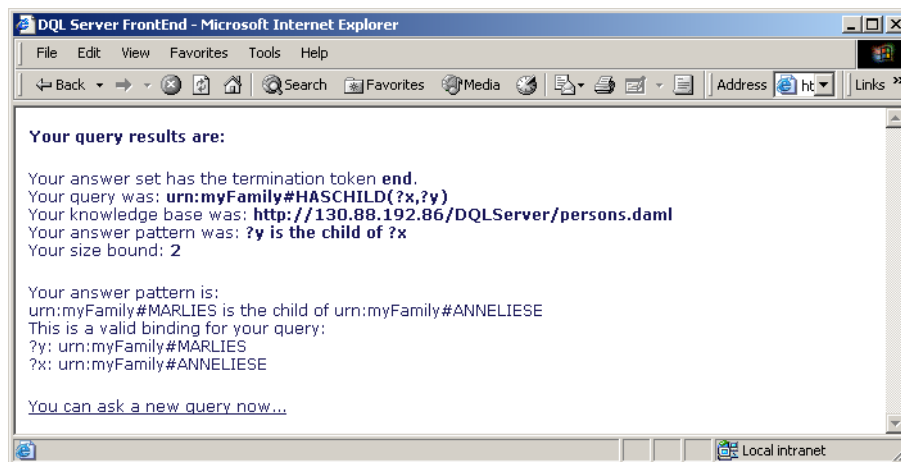 DQL Server FrontEnd - Microsoft Internet Explorer
File Edit View Favorites Tools Help
Back Search Favorites Media Address ht Links »
Your query results are:
Your answer set has the termination token end.
Your query was: urn:myFamily#HASCHILD(?x,?y)
Your knowledge base was: http://130.88.192.86/DQLServer/persons.daml
Your answer pattern was: ?y is the child of ?x
Your size bound: 2
Your answer pattern is:
urn:myFamily#MARLIES is the child of urn:myFamily#ANNELIESE
This is a valid binding for your query:
?y: urn:myFamily#MARLIES
?x: urn:myFamily#ANNELIESE
You can ask a new query now...
Local intranet